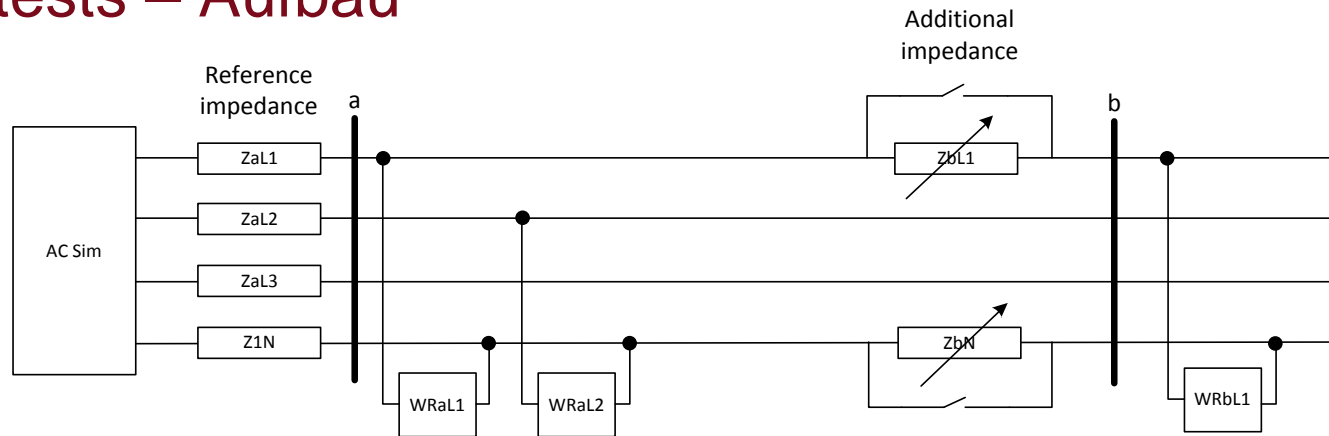 tests – Aufbau
Additional
impedance
Reference
impedance
a
b
ZaL1
ZbL1
ZaL2
AC Sim
ZaL3
Z1N
ZbN
WRaL1
WRaL2
WRbL1